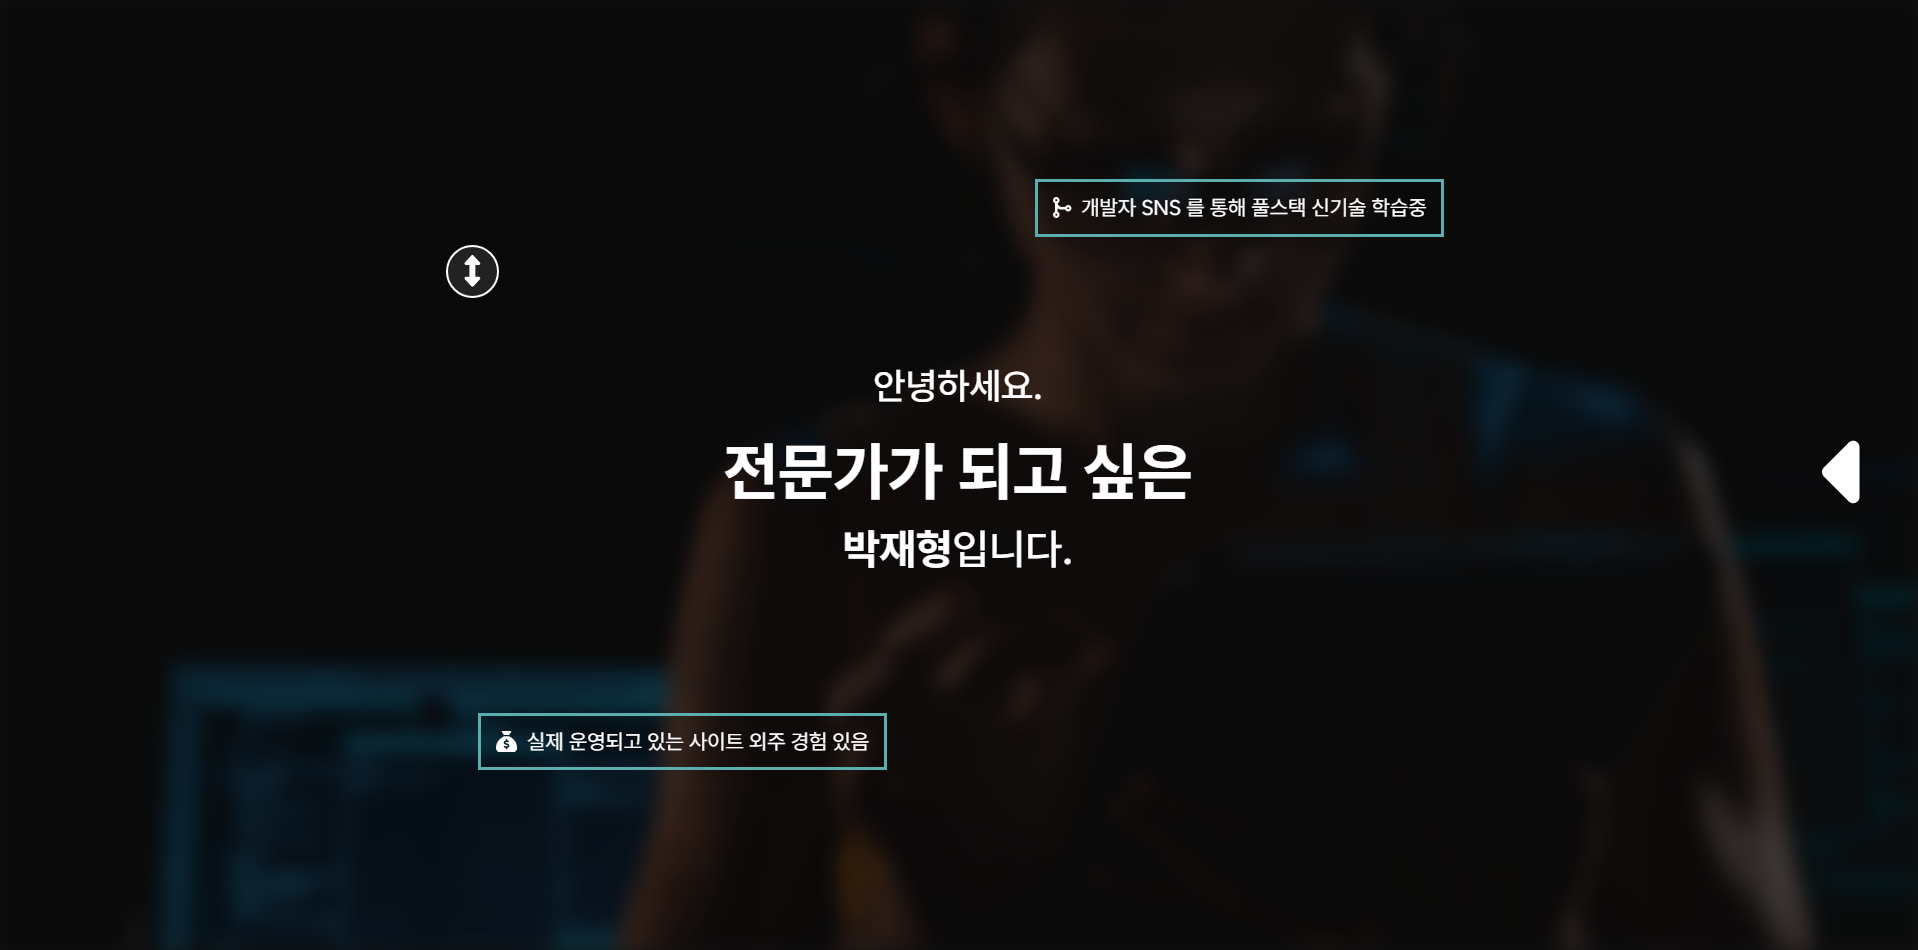 개발자 SNS 를 통해 풀스택 신기술 학습중
안녕하세요.
전문가가 되고 싶은
박재형입니다.
실제 운영되고 있는 사이트 외주 경험 있음